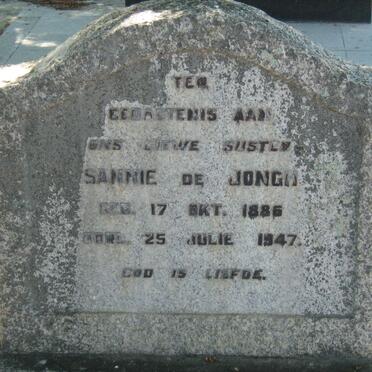 TER
GEDAGTENIS AAN
ONS LIEWE SUSTER
SANNIE DE JONGH
GEB. 17 OKT. 1886
OORL. 25 JULIE 1947.
GOD IS LIEFDE.